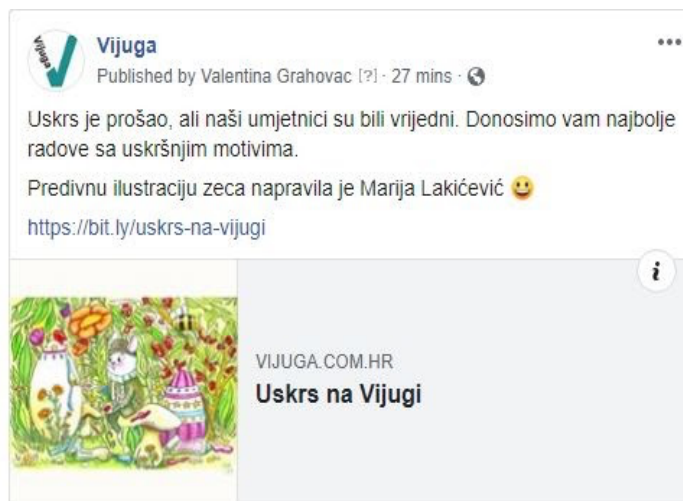 Vijuga
Vijuga
Published by Valentina Grahovac [?] · 27 mins ·
Uskrs je prošao, ali naši umjetnici su bili vrijedni. Donosimo vam najbolje
radove sa uskršnjim motivima.
Predivnu ilustraciju zeca napravila je Marija Lakićević 😃
https://bit.ly/uskrs-na-vijugi
i
VIJUGA.COM.HR
Uskrs na Vijugi